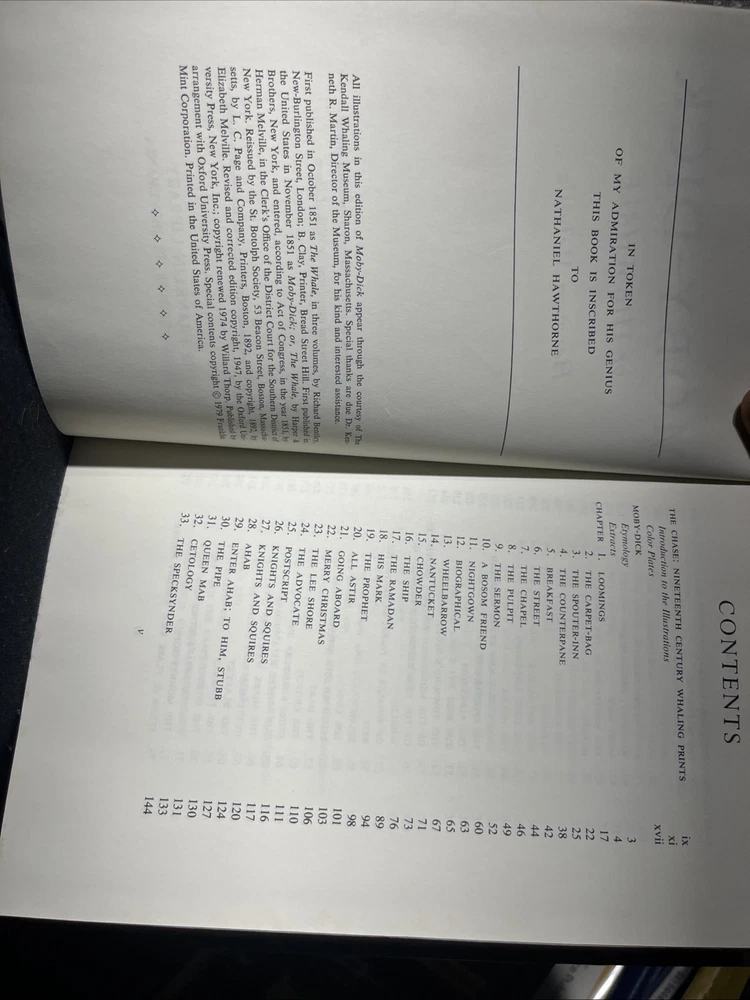 IN TOKEN
OF MY ADMIRATION FOR HIS GENIUS
THIS BOOK IS INSCRIBED
TO
NATHANIEL HAWTHORNE
All illustrations in this edition of Moby-Dick appear through the courtesy of The
Kendall Whaling Museum, Sharon, Massachusetts. Special thanks are due Dr. Ken-
neth R. Martin, Director of the Museum, for his kind and interested assistance.
First published in October 1851 as The Whale, in three volumes, by Richard Bentley,
New-Burlington Street, London; B. Clay, Printer, Bread Street Hill. First published in
the United States in November 1851 as Moby-Dick; or, The Whale, by Harper &
Brothers, New York, and entered, according to Act of Congress, in the year 1851, by
Herman Melville, in the Clerk's Office of the District Court for the Southern District of
New York. Reissued by the St. Botolph Society, 53 Beacon Street, Boston, Massachu-
setts, by L. C. Page and Company, Printers, Boston, 1892, and copyright, 1892, by
Elizabeth Melville. Revised and corrected edition copyright, 1947, by the Oxford Uni-
versity Press, New York, Inc.; copyright renewed 1974 by Willard Thorp. Published by
arrangement with Oxford University Press. Special contents copyright © 1979 Franklin
Mint Corporation. Printed in the United States of America.
CONTENTS
THE CHASE: NINETEENTH CENTURY WHALING PRINTS ix
Introduction to the Illustrations xi
Color Plates xvii
MOBY-DICK
Etymology 3
Extracts 4
CHAPTER 1. LOOMINGS 17
2. THE CARPET-BAG 22
3. THE SPOUTER-INN 25
4. THE COUNTERPANE 38
5. BREAKFAST 42
6. THE STREET 44
7. THE CHAPEL 46
8. THE PULPIT 49
9. THE SERMON 52
10. A BOSOM FRIEND 60
11. NIGHTGOWN 63
12. BIOGRAPHICAL 65
13. WHEELBARROW 67
14. NANTUCKET 71
15. CHOWDER 73
16. THE SHIP 76
17. THE RAMADAN 89
18. HIS MARK 94
19. THE PROPHET 98
20. ALL ASTIR 101
21. GOING ABOARD 103
22. MERRY CHRISTMAS 106
23. THE LEE SHORE 110
24. THE ADVOCATE 111
25. POSTSCRIPT 116
26. KNIGHTS AND SQUIRES 117
27. KNIGHTS AND SQUIRES 120
28. AHAB 124
29. ENTER AHAB; TO HIM, STUBB 127
30. THE PIPE 130
31. QUEEN MAB 131
32. CETOLOGY 133
33. THE SPECKSYNDER 144
v